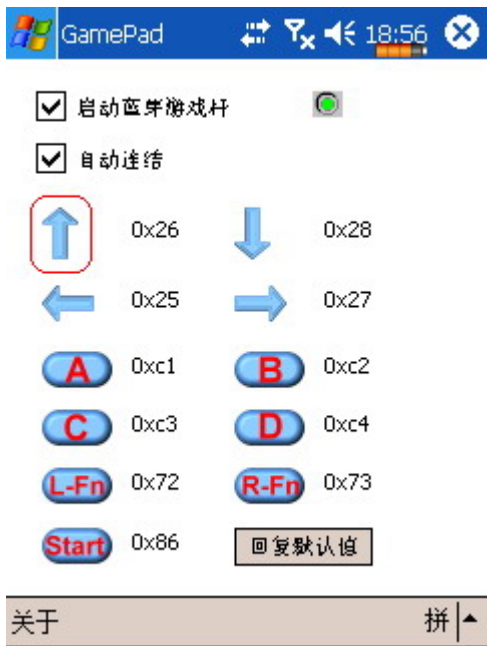 GamePad 18:56
启动蓝芽游戏杆
自动连结
0x26 0x28
0x25 0x27
A 0xc1 B 0xc2
C 0xc3 D 0xc4
L-Fn 0x72 R-Fn 0x73
Start 0x86 回复默认值
关于 拼